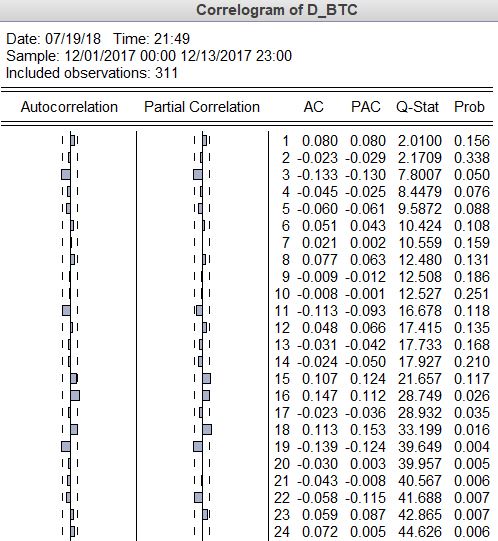 Correlogram of D_BTC
Date: 07/19/18 Time: 21:49
Sample: 12/01/2017 00:00 12/13/2017 23:00
Included observations: 311
Autocorrelation Partial Correlation AC PAC Q-Stat Prob
1 0.080 0.080 2.0100 0.156
2 -0.023 -0.029 2.1709 0.338
3 -0.133 -0.130 7.8007 0.050
4 -0.045 -0.025 8.4479 0.076
5 -0.060 -0.061 9.5872 0.088
6 0.051 0.043 10.424 0.108
7 0.021 0.002 10.559 0.159
8 0.077 0.063 12.480 0.131
9 -0.009 -0.012 12.508 0.186
10 -0.008 -0.001 12.527 0.251
11 -0.113 -0.093 16.678 0.118
12 0.048 0.066 17.415 0.135
13 -0.031 -0.042 17.733 0.168
14 -0.024 -0.050 17.927 0.210
15 0.107 0.124 21.657 0.117
16 0.147 0.112 28.749 0.026
17 -0.023 -0.036 28.932 0.035
18 0.113 0.153 33.199 0.016
19 -0.139 -0.124 39.649 0.004
20 -0.030 0.003 39.957 0.005
21 -0.043 -0.008 40.567 0.006
22 -0.058 -0.115 41.688 0.007
23 0.059 0.087 42.865 0.007
24 0.072 0.005 44.626 0.006